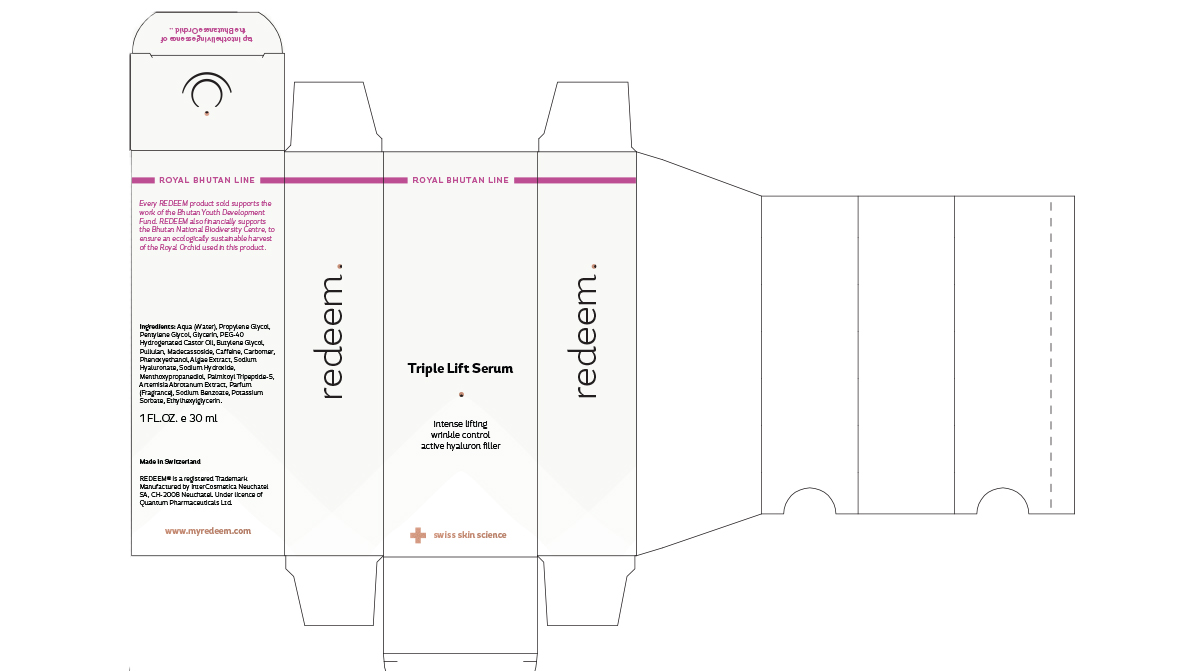 tap into the living essence of
the Bhutanese Orchid ..
ROYAL BHUTAN LINE
Every REDEEM product sold supports the
work of the Bhutan Youth Development
Fund. REDEEM also financially supports
the Bhutan National Biodiversity Centre, to
ensure an ecologically sustainable harvest
of the Royal Orchid used in this product.
Ingredients: Aqua (Water), Propylene Glycol,
Pentylene Glycol, Glycerin, PEG-40
Hydrogenated Castor Oil, Butylene Glycol,
Pullulan, Madecassoside, Caffeine, Carbomer,
Phenoxyethanol, Algae Extract, Sodium
Hyaluronate, Sodium Hydroxide,
Menthoxypropanediol, Palmitoyl Tripeptide-5,
Artemisia Abrotanum Extract, Parfum
(Fragrance), Sodium Benzoate, Potassium
Sorbate, Ethylhexylglycerin.
1 FL.OZ. e 30 ml
Made in Switzerland
REDEEM® is a registered Trademark
Manufactured by InterCosmetica Neuchatel
SA, CH-2008 Neuchatel. Under licence of
Quantum Pharmaceuticals Ltd.
www.myredeem.com
redeem.
ROYAL BHUTAN LINE
Triple Lift Serum
intense lifting
wrinkle control
active hyaluron filler
swiss skin science
redeem.